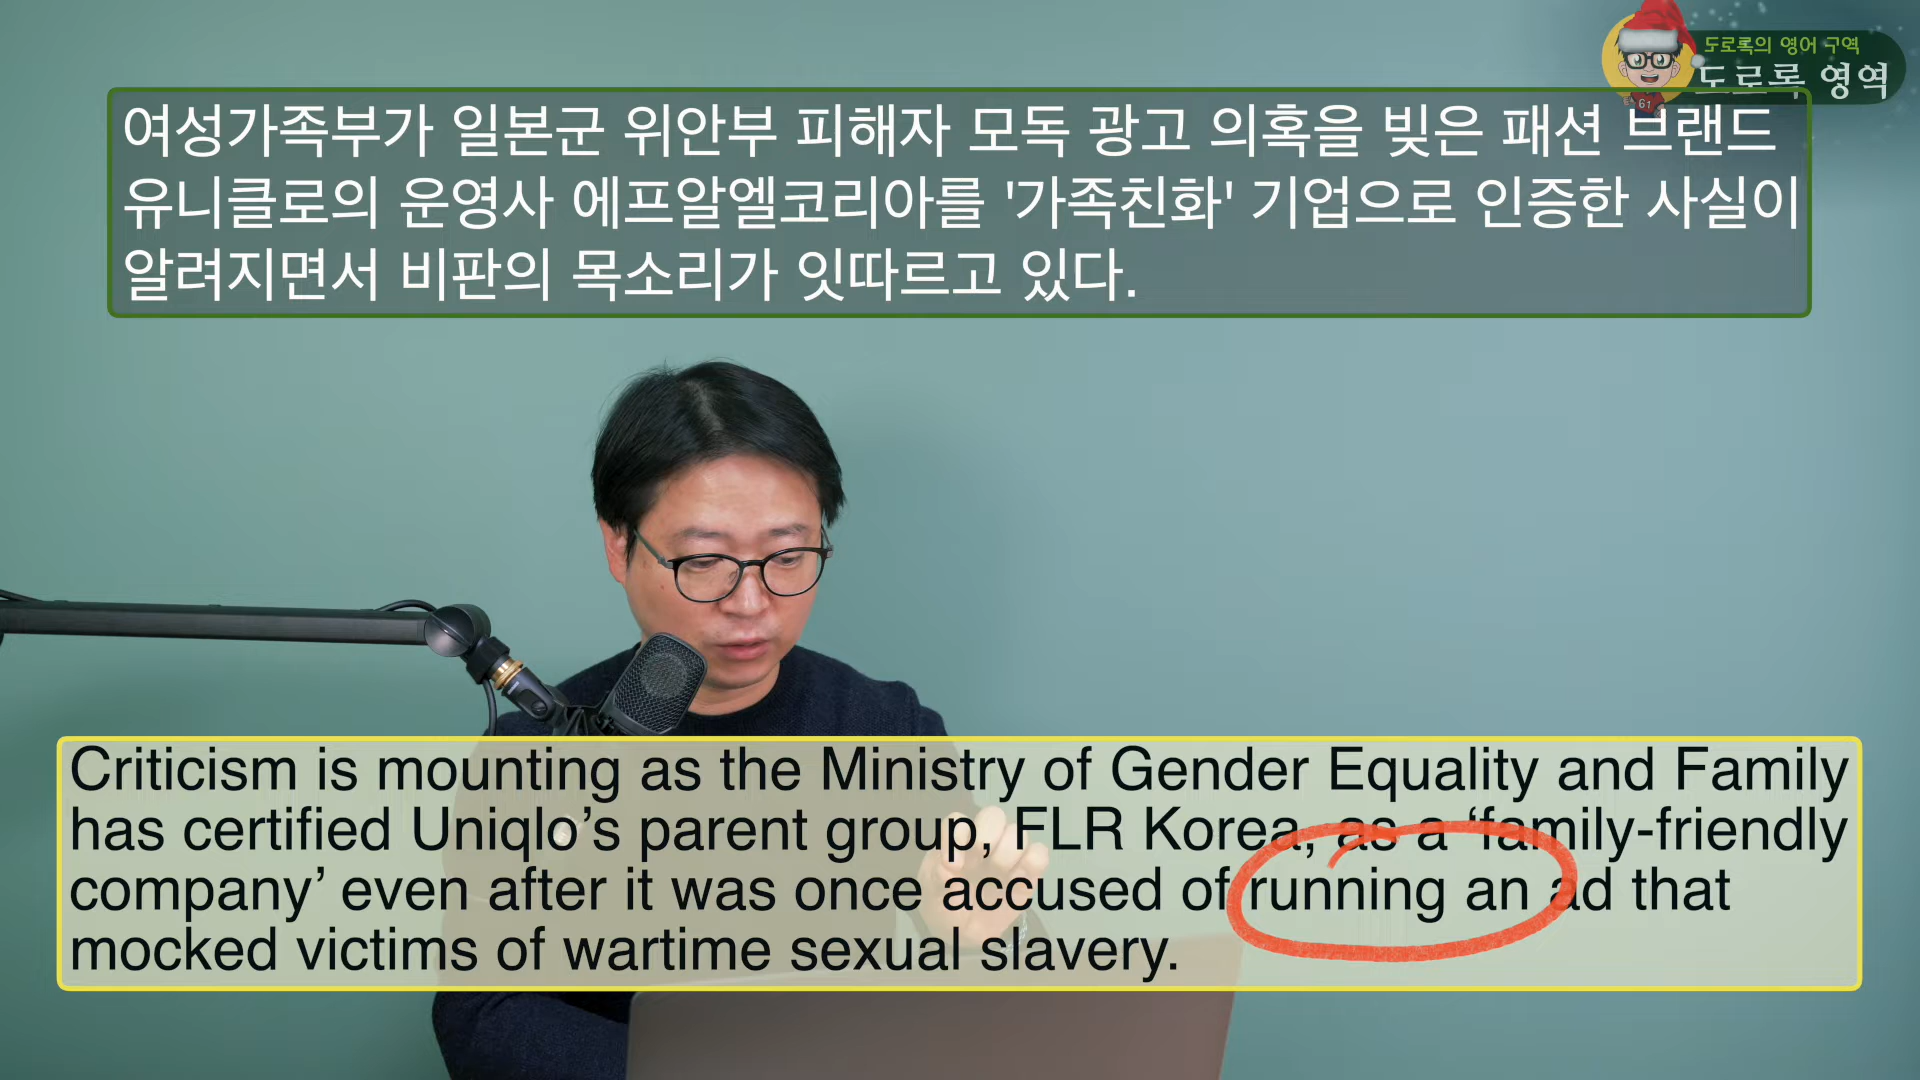 도로록의 영어 구역
도로록 영역
61
여성가족부가 일본군 위안부 피해자 모독 광고 의혹을 빚은 패션 브랜드
유니클로의 운영사 에프알엘코리아를 '가족친화' 기업으로 인증한 사실이
알려지면서 비판의 목소리가 잇따르고 있다.
Criticism is mounting as the Ministry of Gender Equality and Family
has certified Uniqlo’s parent group, FLR Korea, as a ‘family-friendly
company’ even after it was once accused of running an ad that
mocked victims of wartime sexual slavery.